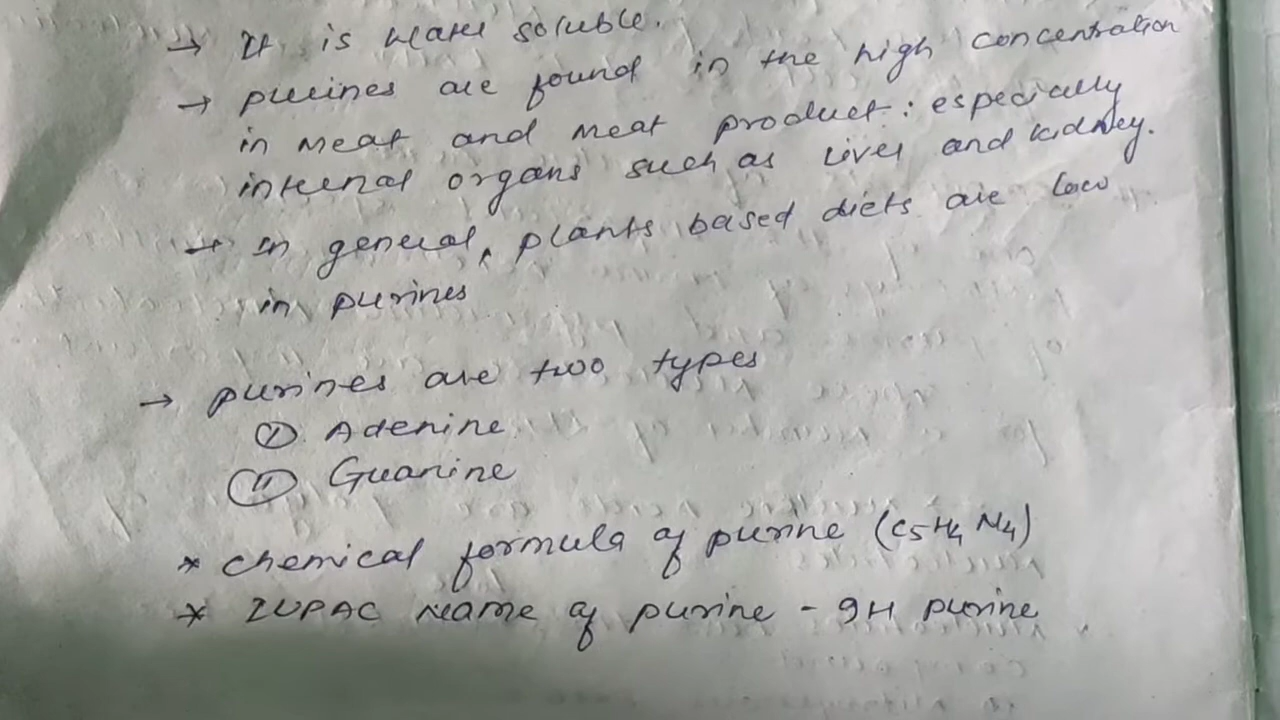 → It is water soluble.
→ purines are found in the high concentration
in meat and meat product: especially
internal organs such as liver and kidney.
→ In general, plants based diets are low
in purines
→ purines are two types
(I) Adenine
(II) Guanine
* chemical formula of purine (C5H4N4)
* IUPAC Name of purine - 9H purine